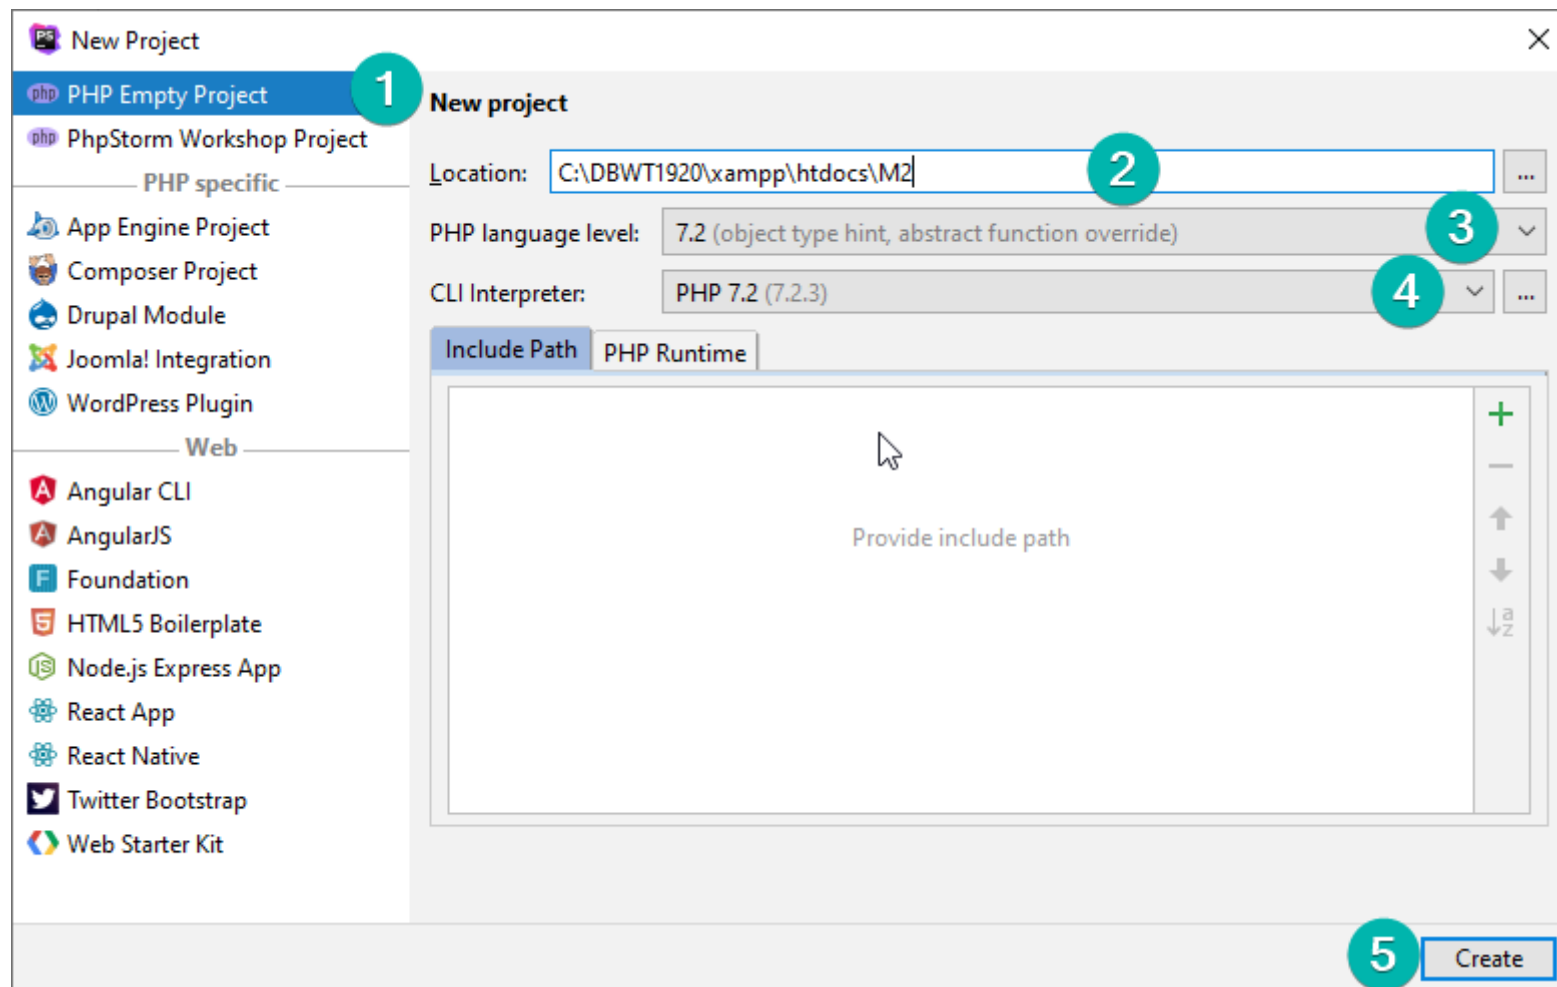 PS New Project
php PHP Empty Project 1
php PhpStorm Workshop Project
PHP specific
App Engine Project
Composer Project
Drupal Module
Joomla! Integration
WordPress Plugin
Web
Angular CLI
AngularJS
Foundation
HTML5 Boilerplate
Node.js Express App
React App
React Native
Twitter Bootstrap
Web Starter Kit
New project
Location: C:\DBWT1920\xampp\htdocs\M2 2 ...
PHP language level: 7.2 (object type hint, abstract function override) 3
CLI Interpreter: PHP 7.2 (7.2.3) 4 ...
Include Path PHP Runtime
Provide include path
a
z
5 Create